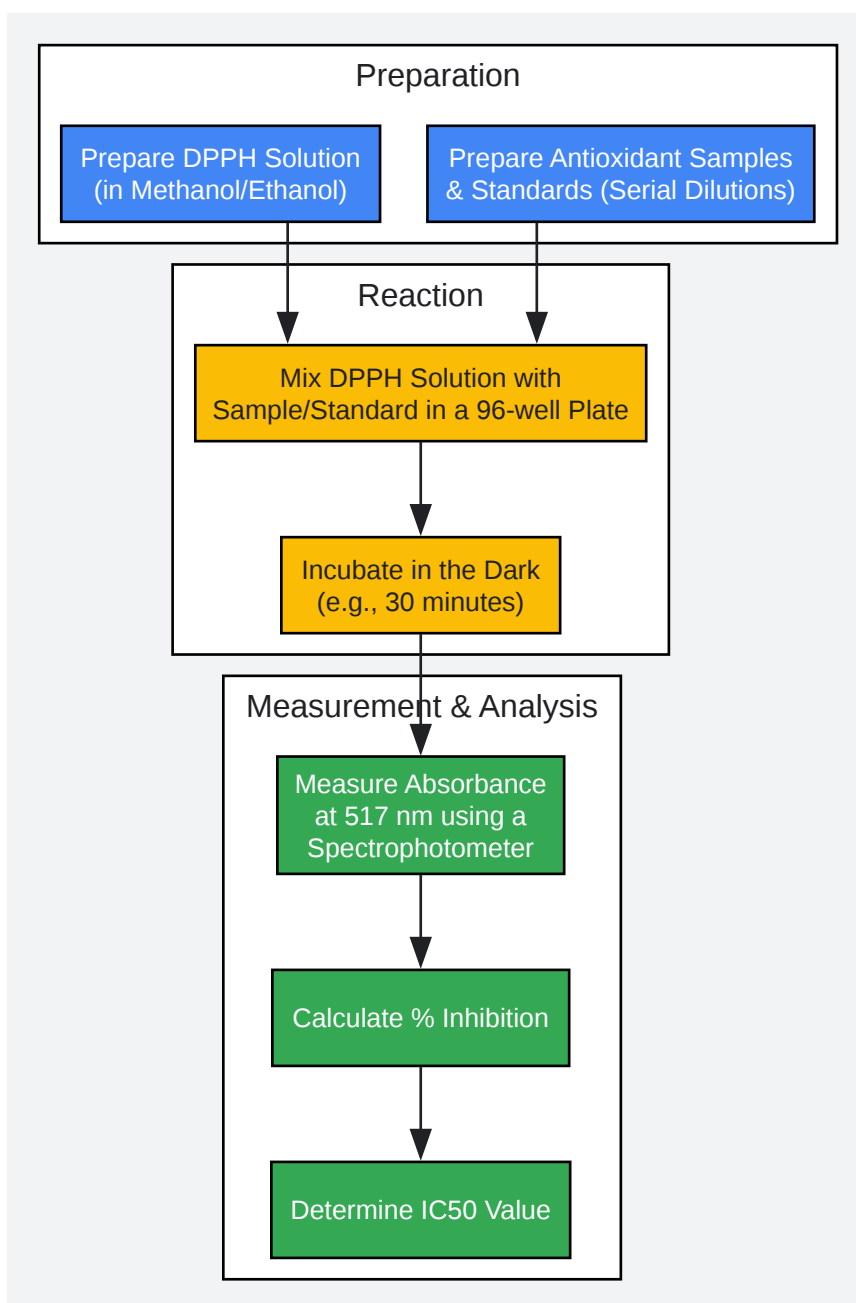 Preparation
Prepare DPPH Solution
(in Methanol/Ethanol)
Prepare Antioxidant Samples
& Standards (Serial Dilutions)
Reaction
Mix DPPH Solution with
Sample/Standard in a 96-well Plate
Incubate in the Dark
(e.g., 30 minutes)
Measurement & Analysis
Measure Absorbance
at 517 nm using a
Spectrophotometer
Calculate % Inhibition
Determine IC50 Value